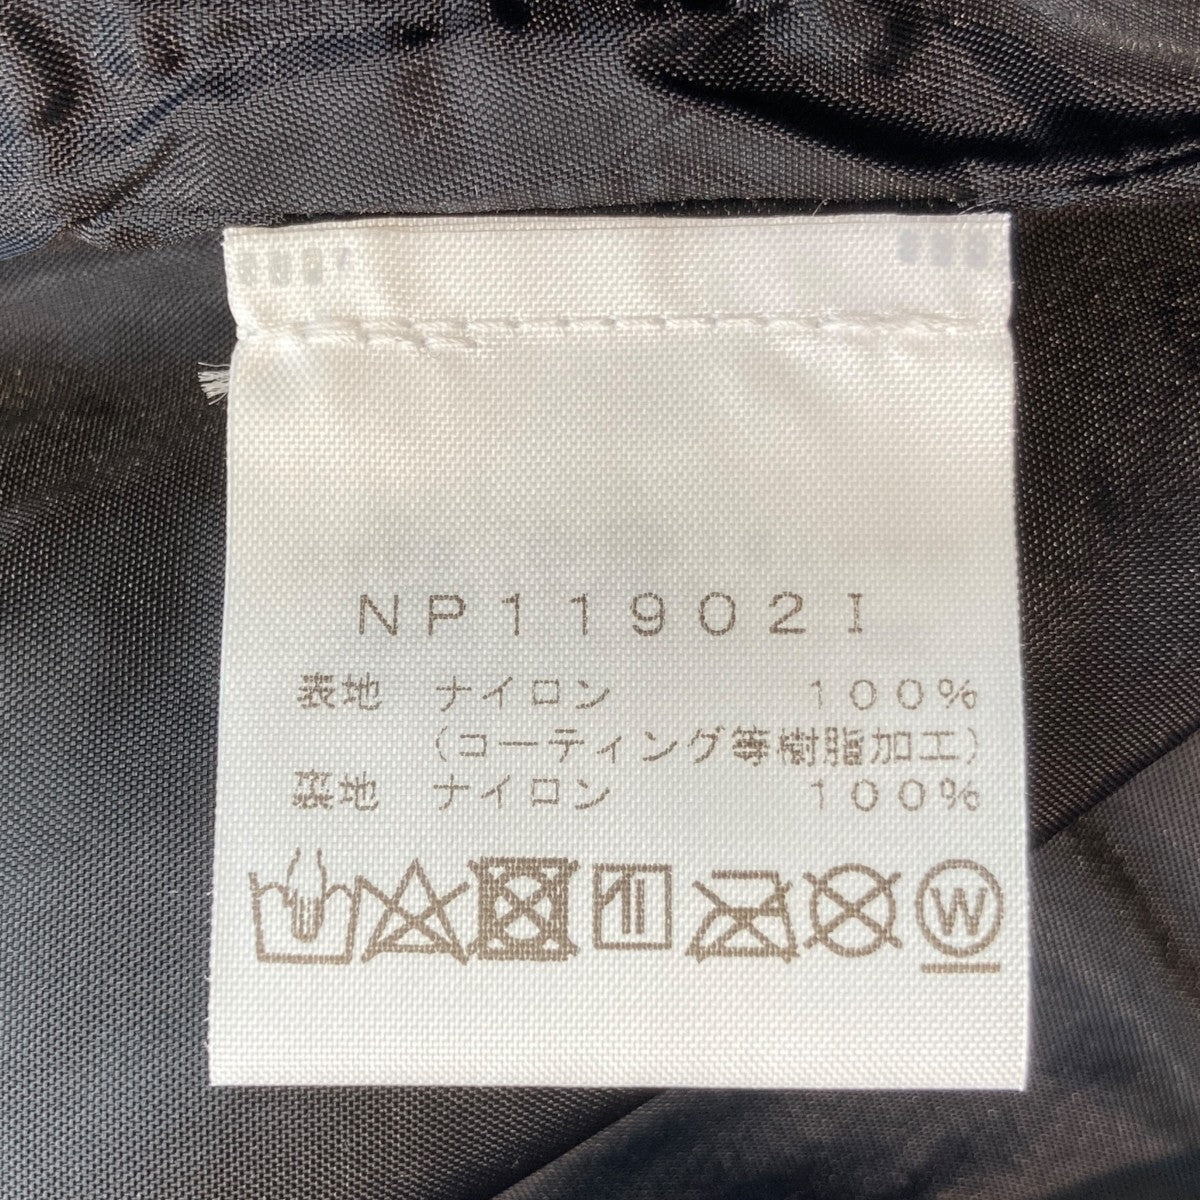 NP11902I
表地 ナイロン 100%
(コーティング等樹脂加工)
裏地 ナイロン 100%
W